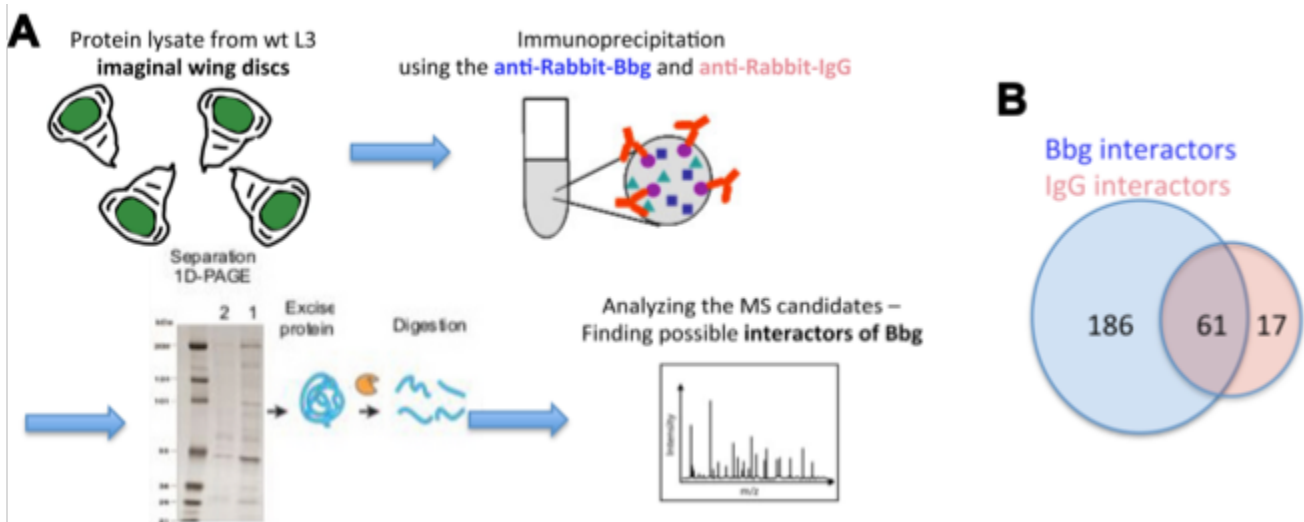 A
Protein lysate from wt L3
imaginal wing discs
Immunoprecipitation
using the anti-Rabbit-Bbg and anti-Rabbit-IgG
Separation
1D-PAGE
2 1
Excise
protein
Digestion
Analyzing the MS candidates –
Finding possible interactors of Bbg
Intensity
m/z
B
Bbg interactors
IgG interactors
186 61 17